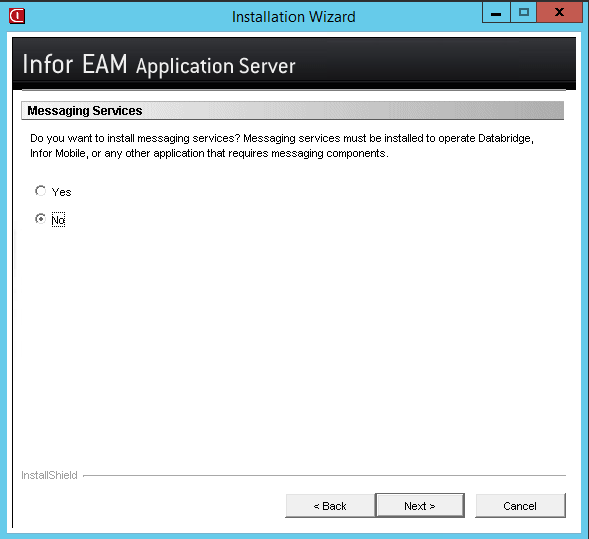 Installation Wizard
Infor EAM Application Server
Messaging Services
Do you want to install messaging services? Messaging services must be installed to operate Databridge,
Infor Mobile, or any other application that requires messaging components.
Yes
No
InstallShield
< Back Next > Cancel